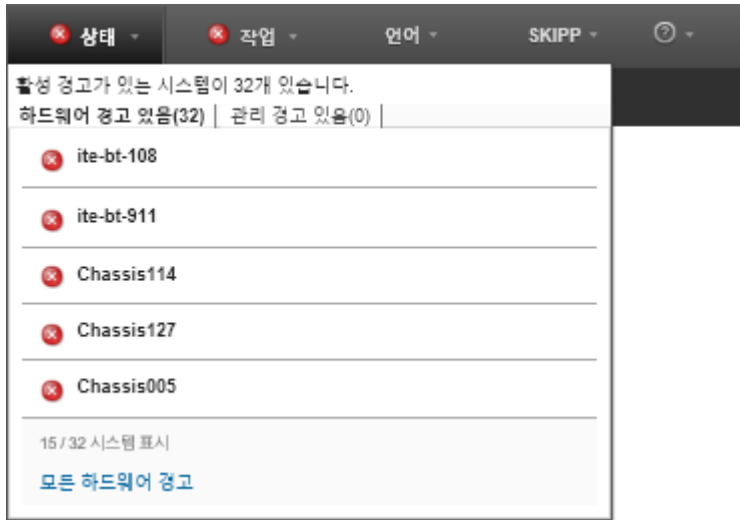 상태 작업 언어 SKIPP
활성 경고가 있는 시스템이 32개 있습니다.
하드웨어 경고 있음(32) | 관리 경고 있음(0) |
ite-bt-108
ite-bt-911
Chassis114
Chassis127
Chassis005
15 / 32 시스템 표시
모든 하드웨어 경고